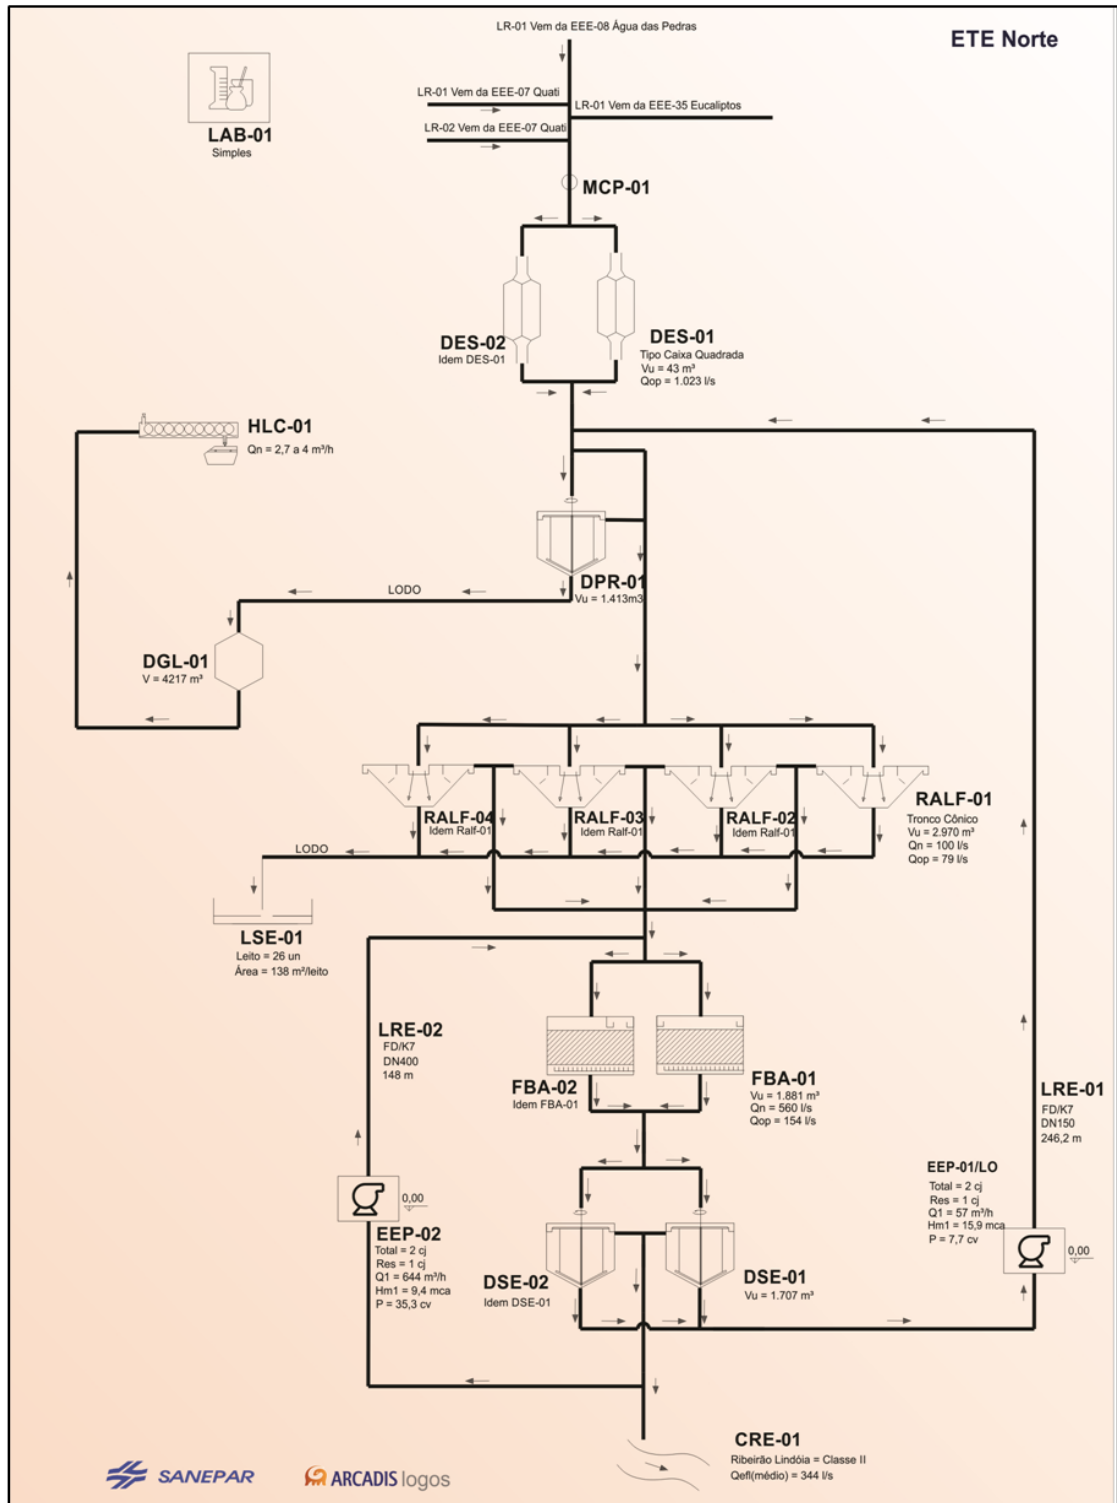 LR-01 Vem da EEE-08 Água das Pedras
ETE Norte
LAB-01
Simples
LR-01 Vem da EEE-07 Quati
LR-01 Vem da EEE-35 Eucaliptos
LR-02 Vem da EEE-07 Quati
MCP-01
DES-02
Idem DES-01
DES-01
Tipo Caixa Quadrada
Vu = 43 m³
Qop = 1.023 l/s
HLC-01
Qn = 2,7 a 4 m³/h
DPR-01
Vu = 1.413m3
LODO
DGL-01
V = 4217 m³
RALF-04
Idem Ralf-01
RALF-03
Idem Ralf-01
RALF-02
Idem Ralf-01
RALF-01
Tronco Cônico
Vu = 2.970 m³
Qn = 100 l/s
Qop = 79 l/s
LODO
LSE-01
Leito = 26 un
Área = 138 m²/leito
LRE-02
FD/K7
DN400
148 m
FBA-02
Idem FBA-01
FBA-01
Vu = 1.881 m³
Qn = 560 l/s
Qop = 154 l/s
LRE-01
FD/K7
DN150
246,2 m
EEP-01/LO
Total = 2 cj
Res = 1 cj
Q1 = 57 m³/h
Hm1 = 15,9 mca
P = 7,7 cv
0,00
0,00
EEP-02
Total = 2 cj
Res = 1 cj
Q1 = 644 m³/h
Hm1 = 9,4 mca
P = 35,3 cv
DSE-02
Idem DSE-01
DSE-01
Vu = 1.707 m³
CRE-01
Ribeirão Lindóia = Classe II
Qefl(médio) = 344 l/s
SANEPAR
ARCADIS logos